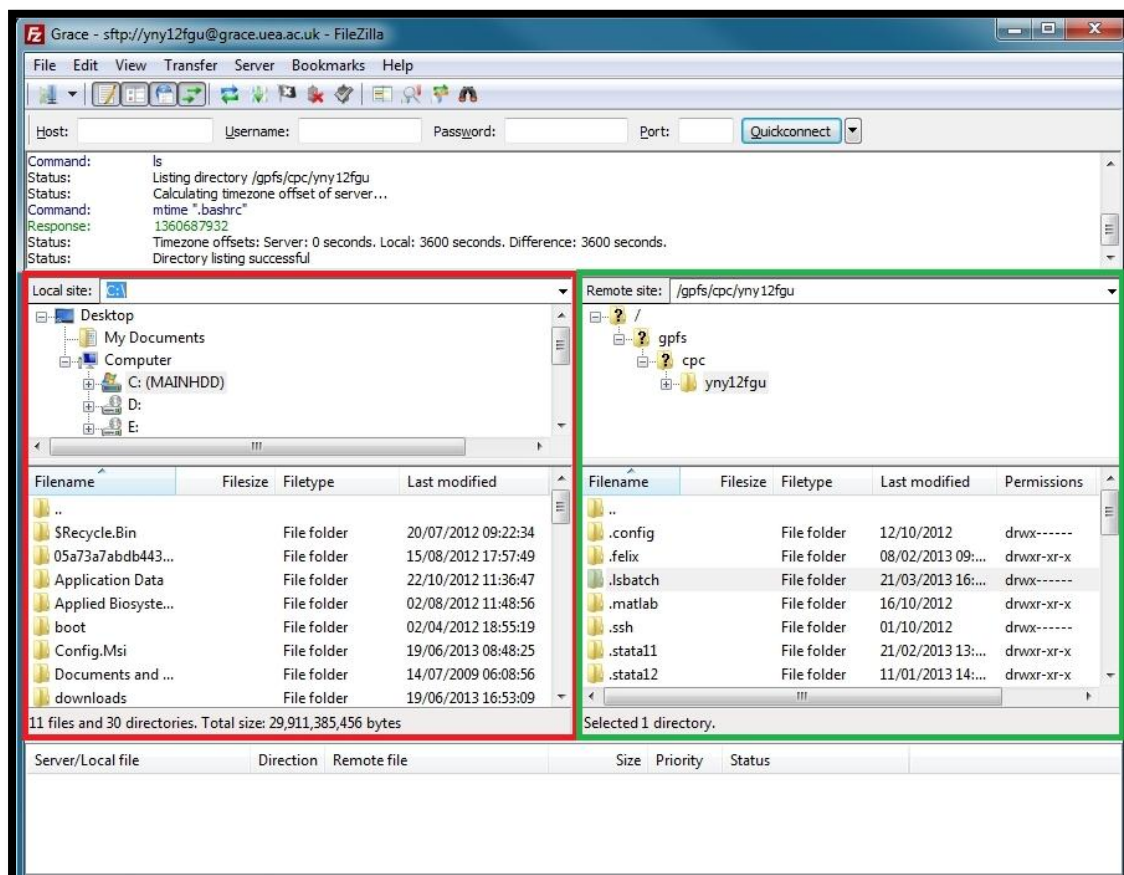 Grace - sftp://yny12fgu@grace.uea.ac.uk - FileZilla
File Edit View Transfer Server Bookmarks Help
Host: Username: Password: Port: Quickconnect
Command: ls
Status: Listing directory /gpfs/cpc/yny12fgu
Status: Calculating timezone offset of server...
Command: mtime ".bashrc"
Response: 1360687932
Status: Timezone offsets: Server: 0 seconds. Local: 3600 seconds. Difference: 3600 seconds.
Status: Directory listing successful
Local site: C:\
Desktop
My Documents
Computer
C: (MAINHDD)
D:
E:
Filename Filesize Filetype Last modified
..
$Recycle.Bin File folder 20/07/2012 09:22:34
05a73a7abdb443... File folder 15/08/2012 17:57:49
Application Data File folder 22/10/2012 11:36:47
Applied Biosyste... File folder 02/08/2012 11:48:56
boot File folder 02/04/2012 18:55:19
Config.Msi File folder 19/06/2013 08:48:25
Documents and ... File folder 14/07/2009 06:08:56
downloads File folder 19/06/2013 16:53:09
11 files and 30 directories. Total size: 29,911,385,456 bytes
Remote site: /gpfs/cpc/yny12fgu
/
gpfs
cpc
yny12fgu
Filename Filesize Filetype Last modified Permissions
..
.config File folder 12/10/2012 drwx------
.felix File folder 08/02/2013 09:... drwxr-xr-x
.lsbatch File folder 21/03/2013 16:... drwx------
.matlab File folder 16/10/2012 drwxr-xr-x
.ssh File folder 01/10/2012 drwx------
.stata11 File folder 21/02/2013 13:... drwxr-xr-x
.stata12 File folder 11/01/2013 14:... drwxr-xr-x
Selected 1 directory.
Server/Local file Direction Remote file Size Priority Status